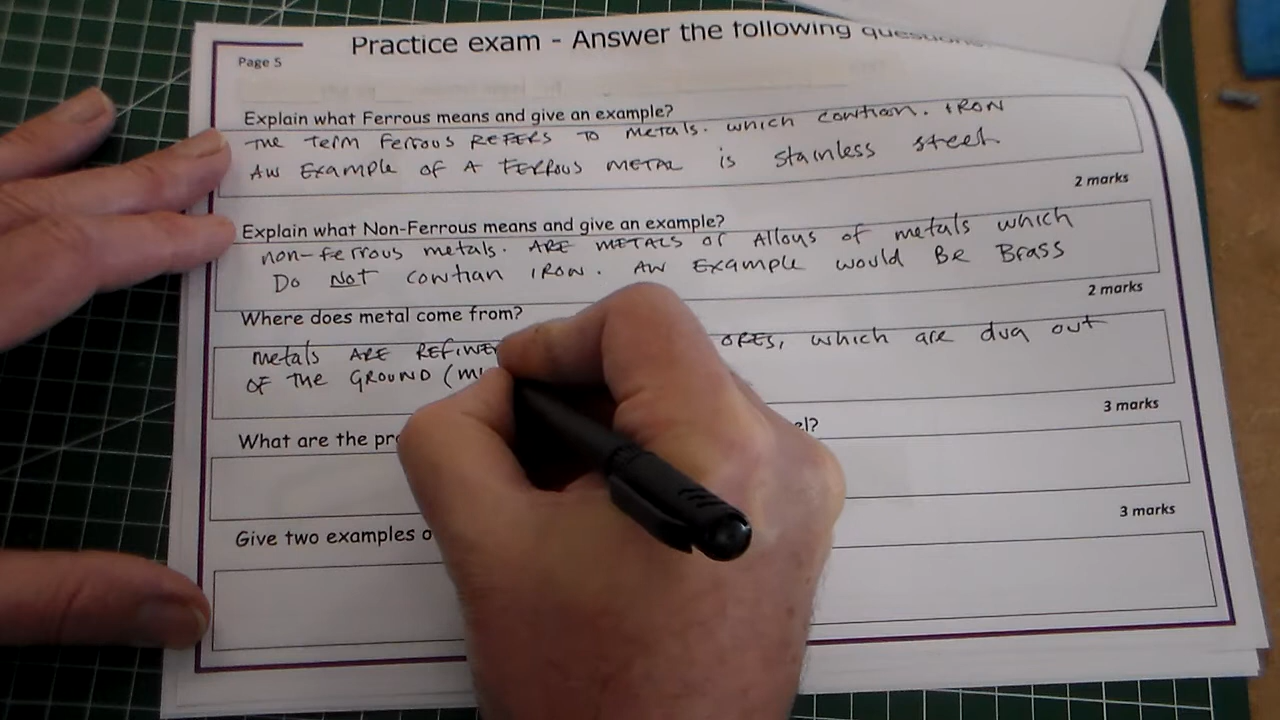 Practice exam - Answer the following questions
Page 5
Explain what Ferrous means and give an example?
The term Ferrous REFERS TO Metals. which contian. IRON
AN Example OF A FERROUS METAL is stainless steel.
2 marks
Explain what Non-Ferrous means and give an example?
non-ferrous metals. ARE METALS or Alloys of metals which
Do Not contian IRON. AN Example would BE Brass
2 marks
Where does metal come from?
metals ARE REFINE ORES, which are dug out
OF THE GROUND (
3 marks
What are the
Give two examples
3 marks